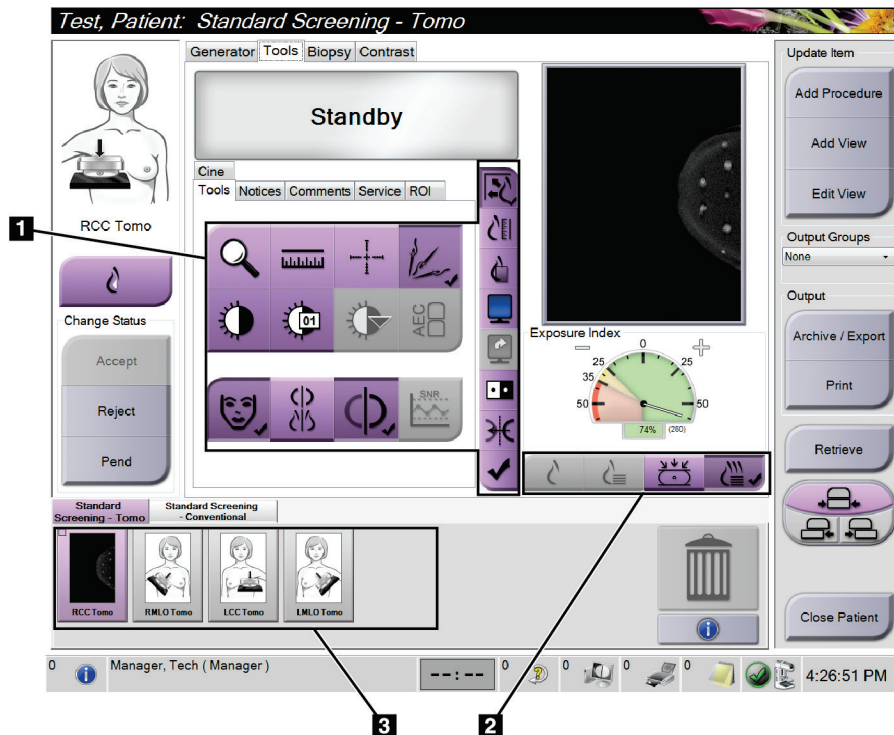 Test, Patient: Standard Screening - Tomo
Generator Tools Biopsy Contrast
Update Item
Standby
Add Procedure
Add View
Edit View
RCC Tomo
Cine
Tools Notices Comments Service ROI
1
01
AEC
SNR
Output Groups
None
Output
Archive / Export
Print
Change Status
Accept
Reject
Pend
Exposure Index
0
25 25
35
50 50
74% (260)
Retrieve
Standard
Screening - Tomo
Standard Screening
- Conventional
RCC Tomo RMLO Tomo LCC Tomo LMLO Tomo
Close Patient
0 Manager, Tech ( Manager ) --:-- 0 0 0 0 4:26:51 PM
3 2